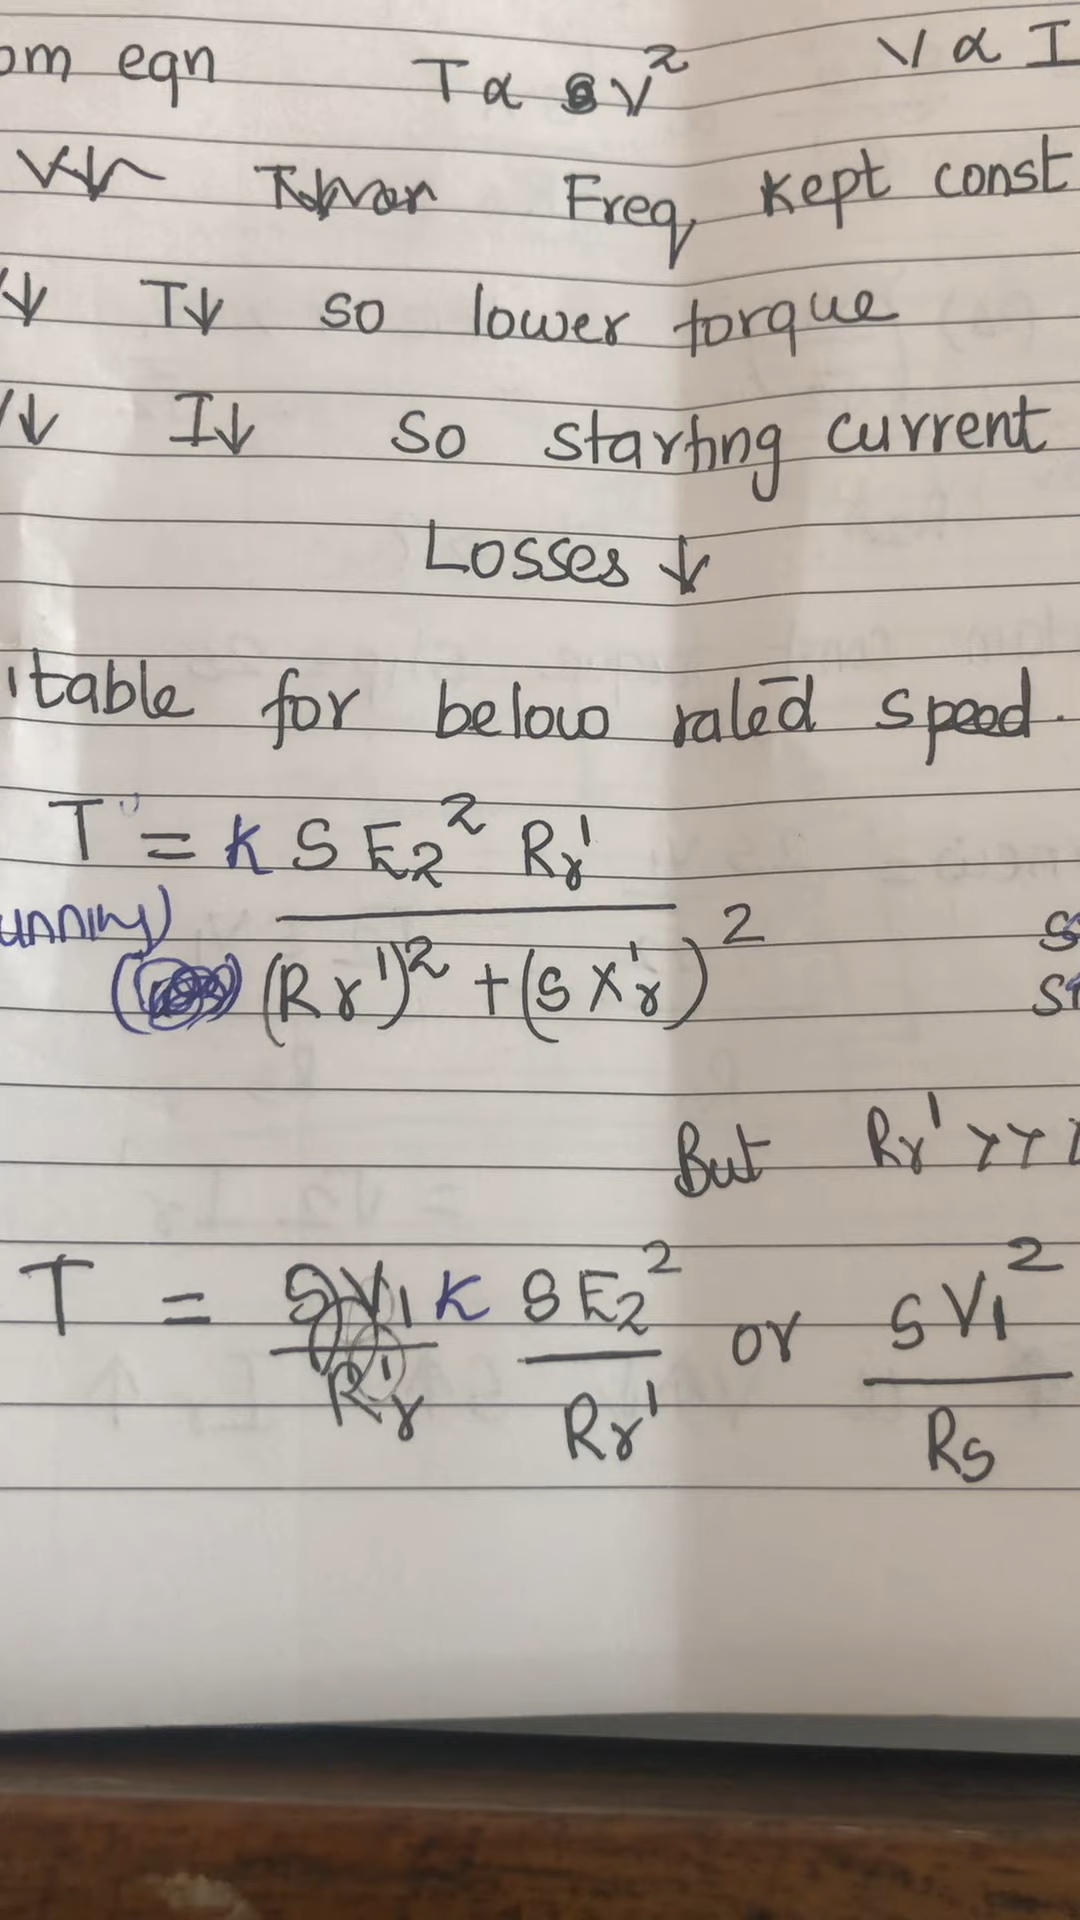 om eqn T ∝ V² V ∝ I
Freq. kept const
V↓ T↓ so lower torque
V↓ I↓ so starting current
Losses ↓
itable for below rated speed.
T = K S E₂² Rr'
unning)
(Rr')² + (S X'r)²
But Rr' >>
T = K S E₂² / Rr' or S V₁² / Rs